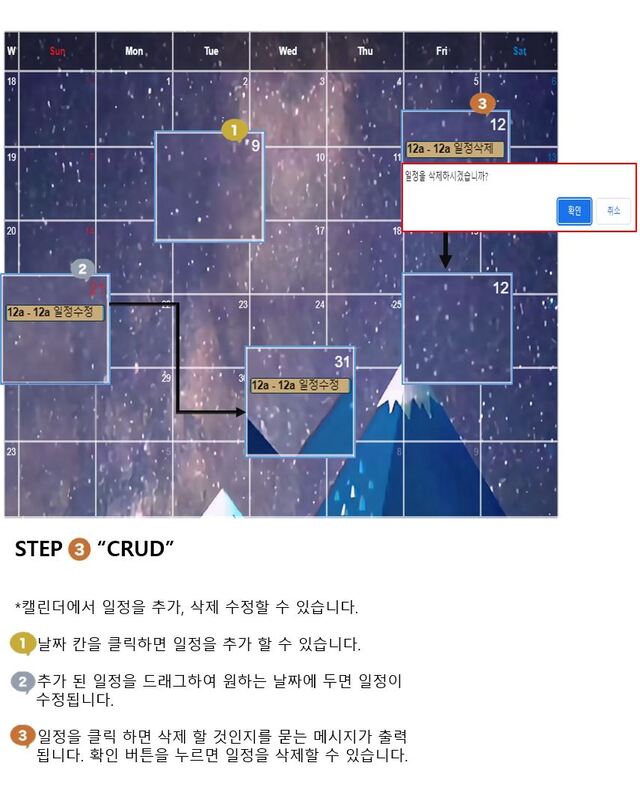 W Sun Mon Tue Wed Thu Fri Sat
18 1 2 3 4 5 6
3
12
1
9
12a - 12a 일정삭제
19 10 11
일정을 삭제하시겠습니까?
확인 취소
20 14 17 18
2
21
12
12a - 12a 일정수정
22 23 24 25
31
29 30
12a - 12a 일정수정
23 8 9
STEP 3 “CRUD”
*캘린더에서 일정을 추가, 삭제 수정할 수 있습니다.
1 날짜 칸을 클릭하면 일정을 추가 할 수 있습니다.
2 추가 된 일정을 드래그하여 원하는 날짜에 두면 일정이
수정됩니다.
3 일정을 클릭 하면 삭제 할 것인지를 묻는 메시지가 출력
됩니다. 확인 버튼을 누르면 일정을 삭제할 수 있습니다.